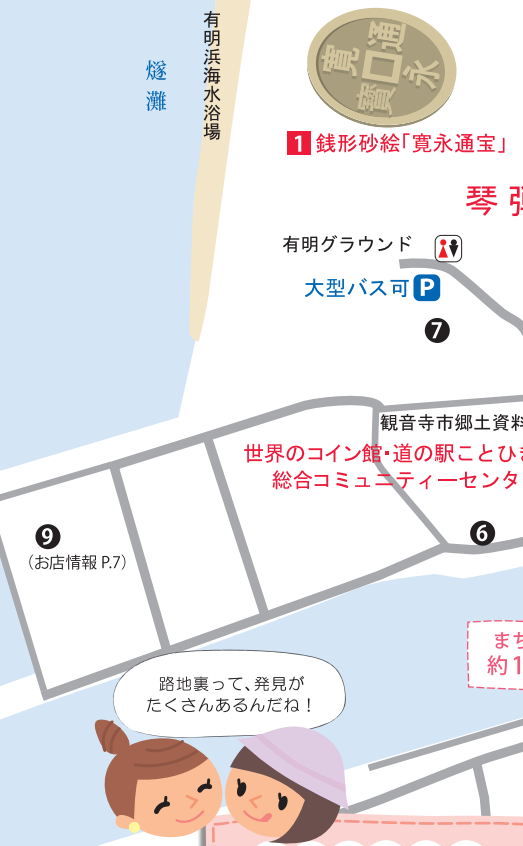 有明浜海水浴場
燧灘
寛永通寳
1 銭形砂絵「寛永通宝」
琴弾
有明グラウンド
大型バス可 P
7
観音寺市郷土資料
世界のコイン館・道の駅ことひき
総合コミュニティーセンタ
6
9
(お店情報 P.7)
まち
約1
路地裏って、発見が
たくさんあるんだね！